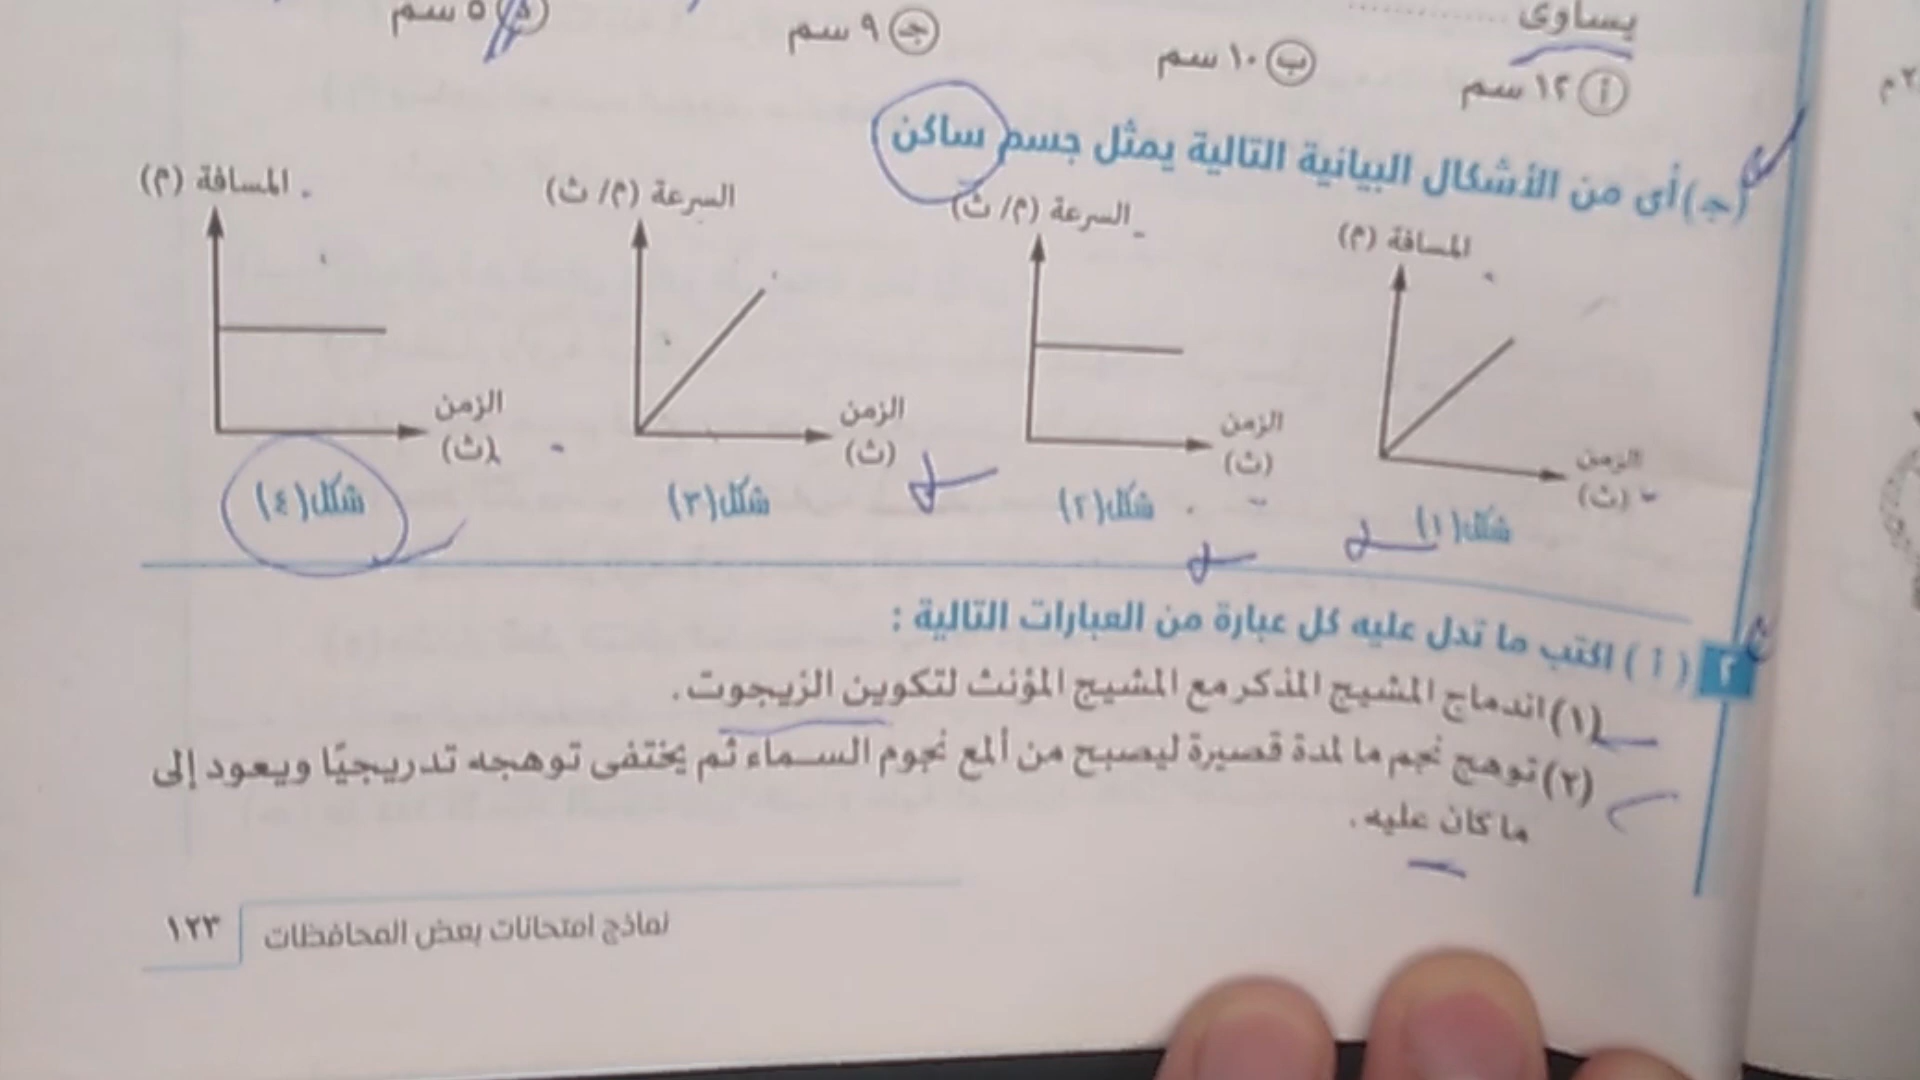 يساوى ..........
أ ١٢ سم ب ١٠ سم جـ ٩ سم د ٥ سم
(جـ) أى من الأشكال البيانية التالية يمثل جسم ساكن
المسافة (م) السرعة (م/ ث) السرعة (م/ ث) المسافة (م)
الزمن (ث) الزمن (ث) الزمن (ث) الزمن (ث)
شكل (١) شكل (٢) شكل (٣) شكل (٤)
٢ ( أ ) اكتب ما تدل عليه كل عبارة من العبارات التالية :
(١) اندماج المشيج المذكر مع المشيج المؤنث لتكوين الزيجوت .
(٢) توهج نجم ما لمدة قصيرة ليصبح من ألمع نجوم السماء ثم يختفى توهجه تدريجيًا ويعود إلى
ما كان عليه .
نماذج امتحانات بعض المحافظات ١٢٣